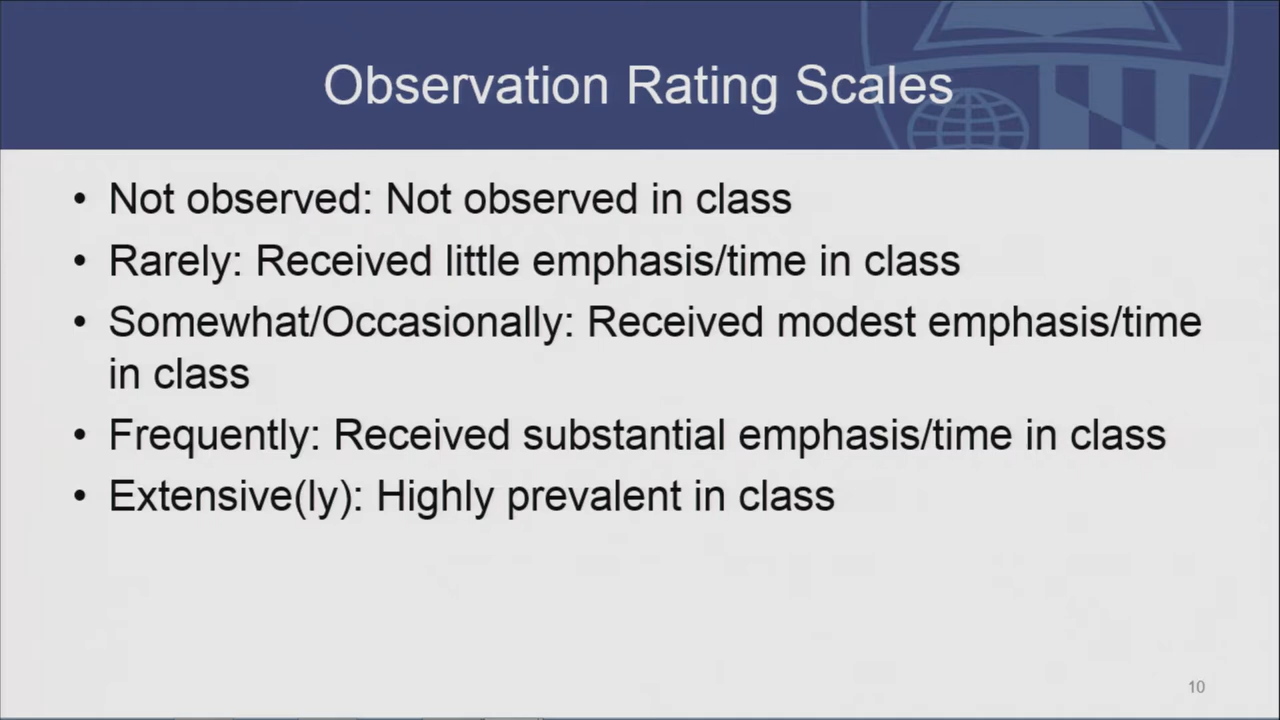 Observation Rating Scales
• Not observed: Not observed in class
• Rarely: Received little emphasis/time in class
• Somewhat/Occasionally: Received modest emphasis/time
in class
• Frequently: Received substantial emphasis/time in class
• Extensive(ly): Highly prevalent in class
10